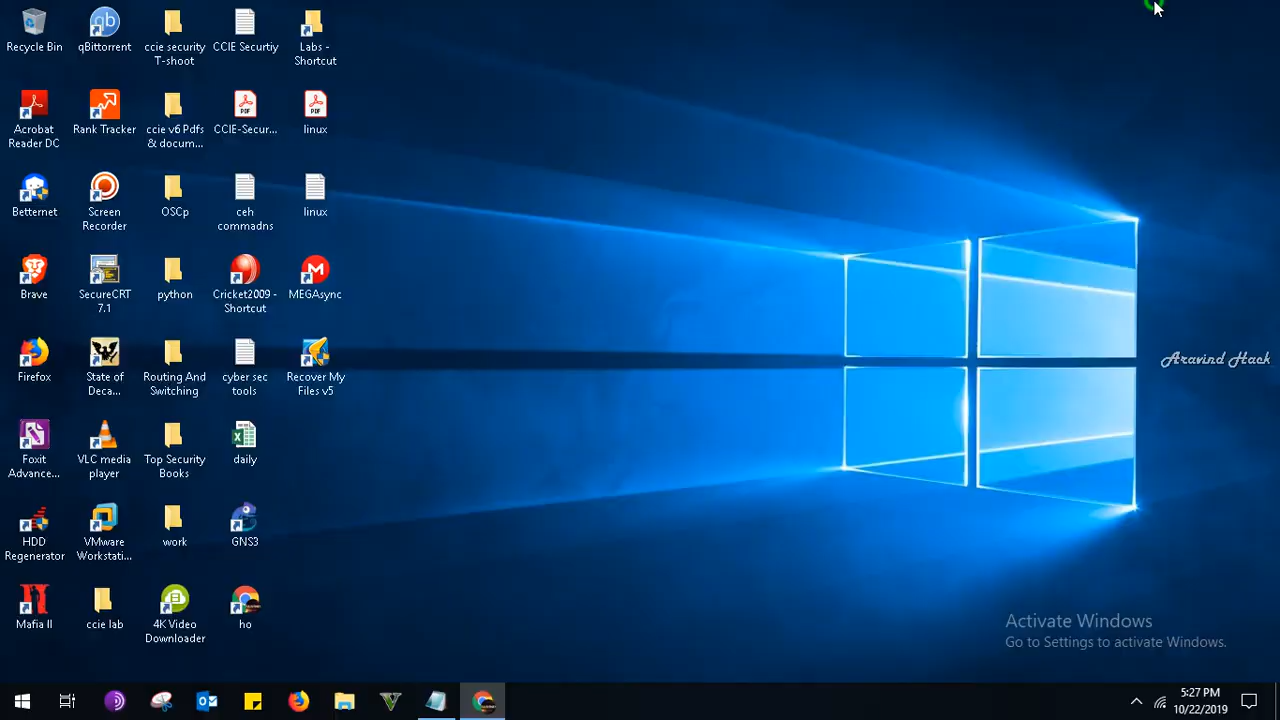 Recycle Bin
qBittorrent
ccie security
T-shoot
CCIE Securtiy
Labs -
Shortcut
Acrobat
Reader DC
Rank Tracker
ccie v6 Pdfs
& docum...
CCIE-Secur...
linux
Betternet
Screen
Recorder
OSCp
ceh
commadns
linux
Brave
SecureCRT
7.1
python
Cricket2009 -
Shortcut
MEGAsync
Firefox
State of
Deca...
Routing And
Switching
cyber sec
tools
Recover My
Files v5
Aravind Hack
Foxit
Advance...
VLC media
player
Top Security
Books
daily
HDD
Regenerator
VMware
Workstati...
work
GNS3
Mafia II
ccie lab
4K Video
Downloader
ho
Activate Windows
Go to Settings to activate Windows.
5:27 PM
10/22/2019